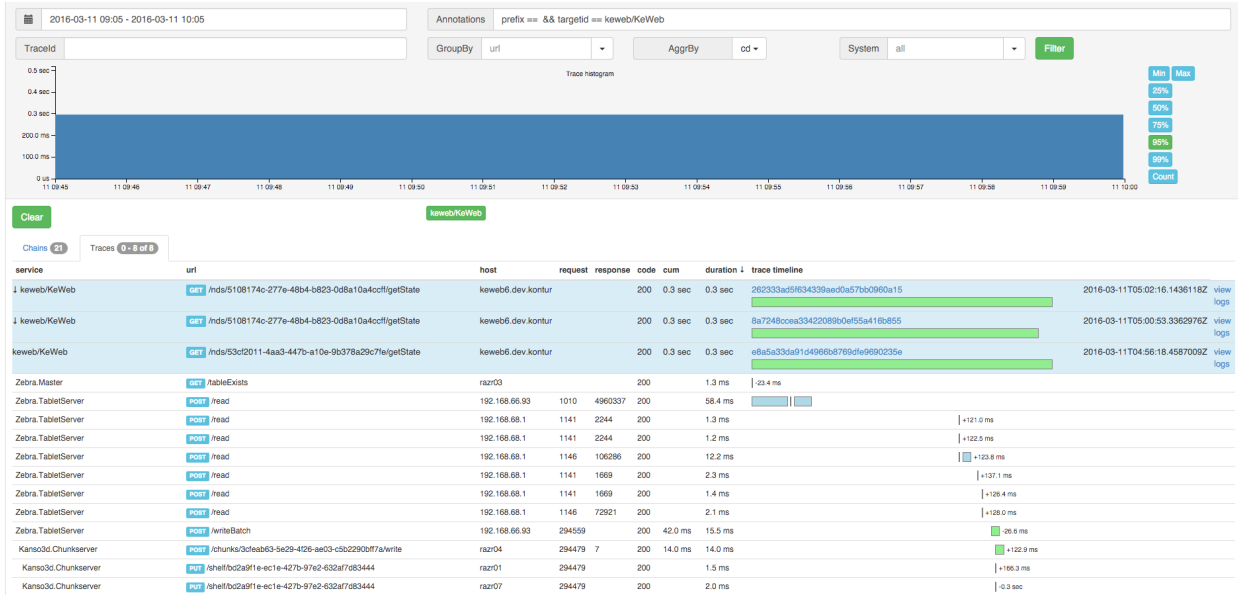 2016-03-11 09:05 - 2016-03-11 10:05 Annotations prefix == && targetid == keweb/KeWeb
TraceId GroupBy url AggrBy cd System all Filter
Trace histogram
0.5 sec
0.4 sec
0.3 sec
200.0 ms
100.0 ms
0 us
11 09:45 11 09:46 11 09:47 11 09:48 11 09:49 11 09:50 11 09:51 11 09:52 11 09:53 11 09:54 11 09:55 11 09:56 11 09:57 11 09:58 11 09:59 11 10:00
Min Max
25%
50%
75%
95%
99%
Count
Clear keweb/KeWeb
Chains 21 Traces 0 - 8 of 8
service url host request response code cum duration ↓ trace timeline
↓ keweb/KeWeb GET /nds/5108174c-277e-48b4-b823-0d8a10a4ccff/getState keweb6.dev.kontur 200 0.3 sec 0.3 sec 262333ad5f634339aed0a57bb0960a15 2016-03-11T05:02:16.1436118Z view
logs
↓ keweb/KeWeb GET /nds/5108174c-277e-48b4-b823-0d8a10a4ccff/getState keweb6.dev.kontur 200 0.3 sec 0.3 sec 8a7248ccea33422089b0ef55a416b855 2016-03-11T05:00:53.3362976Z view
logs
keweb/KeWeb GET /nds/53cf2011-4aa3-447b-a10e-9b378a29c7fe/getState keweb6.dev.kontur 200 0.3 sec 0.3 sec e8a5a33da91d4966b8769dfe9690235e 2016-03-11T04:56:18.4587009Z view
logs
Zebra.Master GET /tableExists razr03 200 1.3 ms -23.4 ms
Zebra.TabletServer POST /read 192.168.66.93 1010 4960337 200 58.4 ms
Zebra.TabletServer POST /read 192.168.68.1 1141 2244 200 1.3 ms +121.0 ms
Zebra.TabletServer POST /read 192.168.68.1 1141 2244 200 1.2 ms +122.5 ms
Zebra.TabletServer POST /read 192.168.68.1 1146 106286 200 12.2 ms +123.8 ms
Zebra.TabletServer POST /read 192.168.68.1 1141 1669 200 2.3 ms +137.1 ms
Zebra.TabletServer POST /read 192.168.68.1 1141 1669 200 1.4 ms +126.4 ms
Zebra.TabletServer POST /read 192.168.68.1 1146 72921 200 2.1 ms +128.0 ms
Zebra.TabletServer POST /writeBatch 192.168.66.93 294559 200 42.0 ms 15.5 ms -26.6 ms
Kanso3d.Chunkserver POST /chunks/3cfeab63-5e29-4f26-ae03-c5b2290bff7a/write razr04 294479 7 200 14.0 ms 14.0 ms +122.9 ms
Kanso3d.Chunkserver PUT /shelf/bd2a9f1e-ec1e-427b-97e2-632af7d83444 razr01 294479 200 1.5 ms +166.3 ms
Kanso3d.Chunkserver PUT /shelf/bd2a9f1e-ec1e-427b-97e2-632af7d83444 razr07 294479 200 2.0 ms -0.3 sec